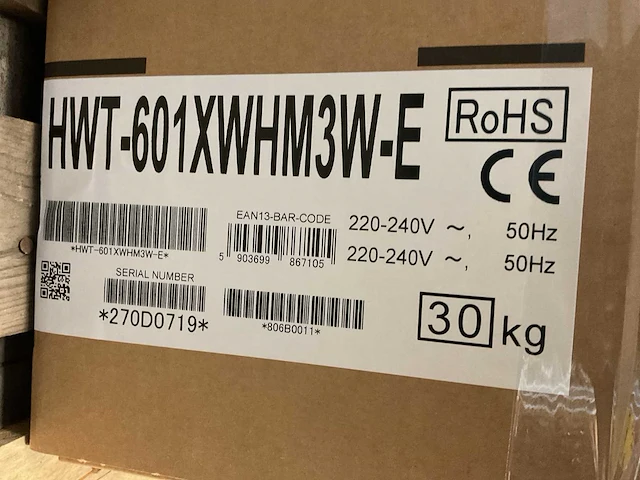 HWT-601XWHM3W-E
RoHS
CE
*HWT-601XWHM3W-E*
EAN13-BAR-CODE
5 903699 867105
220-240V ~, 50Hz
220-240V ~, 50Hz
SERIAL NUMBER
*270D0719*
*806B0011*
30 kg